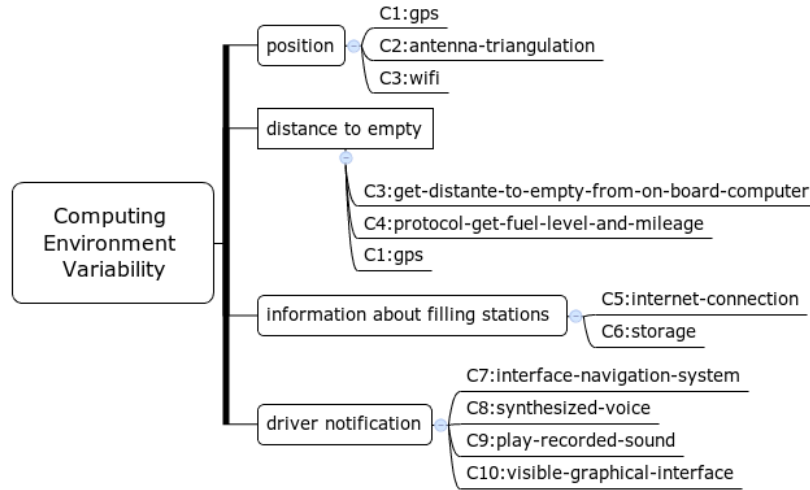 Computing
Environment
Variability
position
C1:gps
C2:antenna-triangulation
C3:wifi
distance to empty
C3:get-distante-to-empty-from-on-board-computer
C4:protocol-get-fuel-level-and-mileage
C1:gps
information about filling stations
C5:internet-connection
C6:storage
driver notification
C7:interface-navigation-system
C8:synthesized-voice
C9:play-recorded-sound
C10:visible-graphical-interface